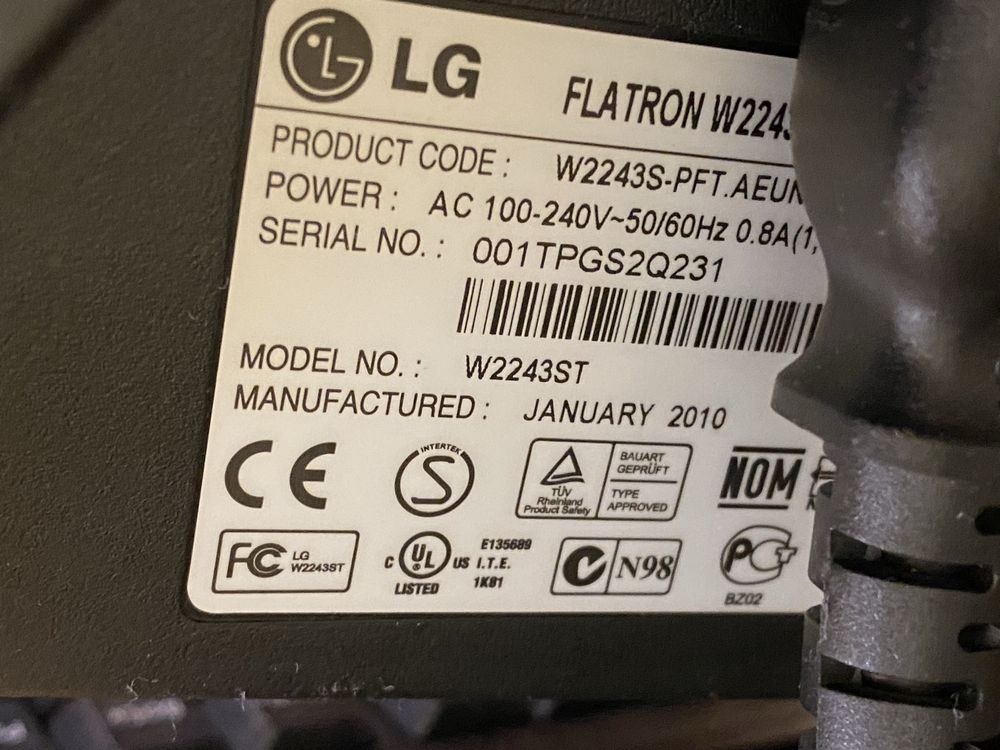 LG
FLATRON W2243
PRODUCT CODE : W2243S-PFT.AEUN
POWER : AC 100-240V~50/60Hz 0.8A(1,
SERIAL NO. : 001TPGS2Q231
MODEL NO. : W2243ST
MANUFACTURED : JANUARY 2010
CE
INTERTEK
S
TÜV
Rheinland
Product Safety
BAUART
GEPRÜFT
TYPE
APPROVED
NOM
FC
LG
W2243ST
C UL US
LISTED
E135689
I.T.E.
1K81
N98
PCT
BZ02